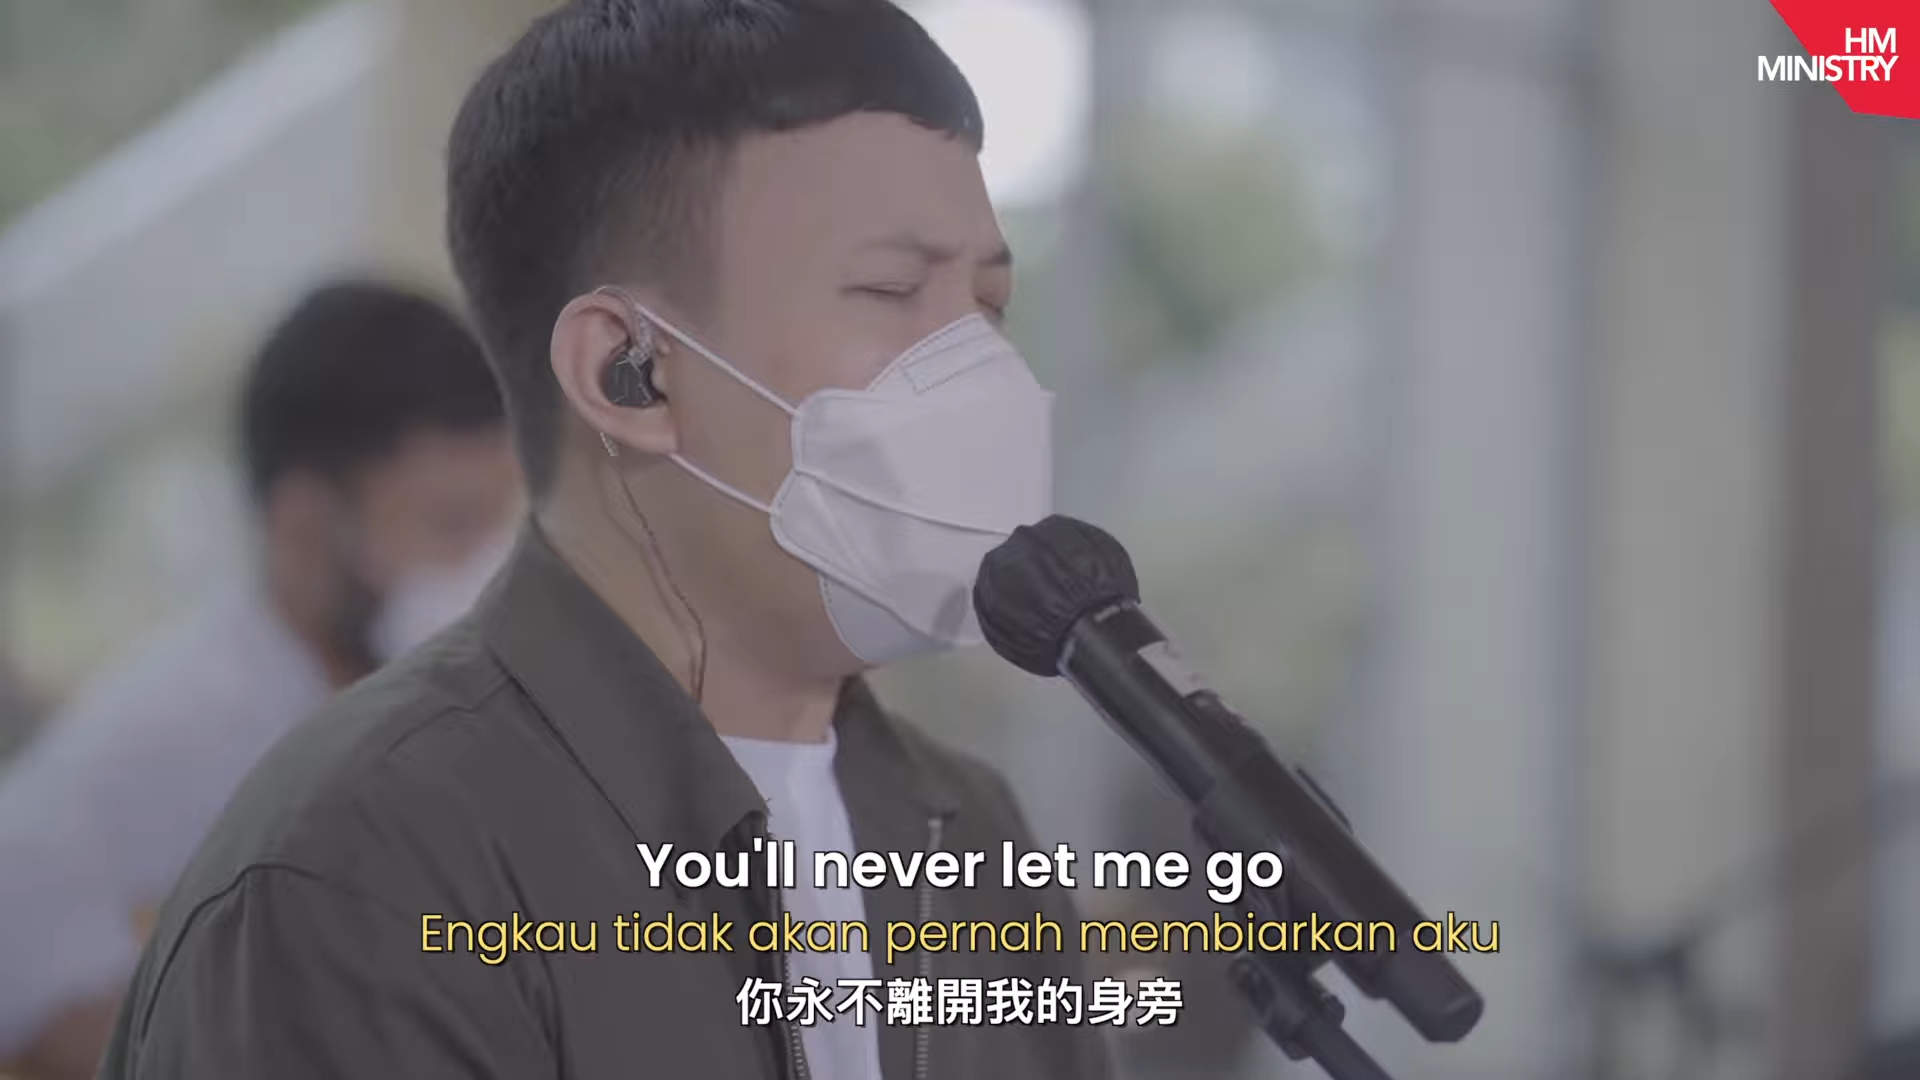 HM
MINISTRY
You'll never let me go
Engkau tidak akan pernah membiarkan aku
你永不離開我的身旁